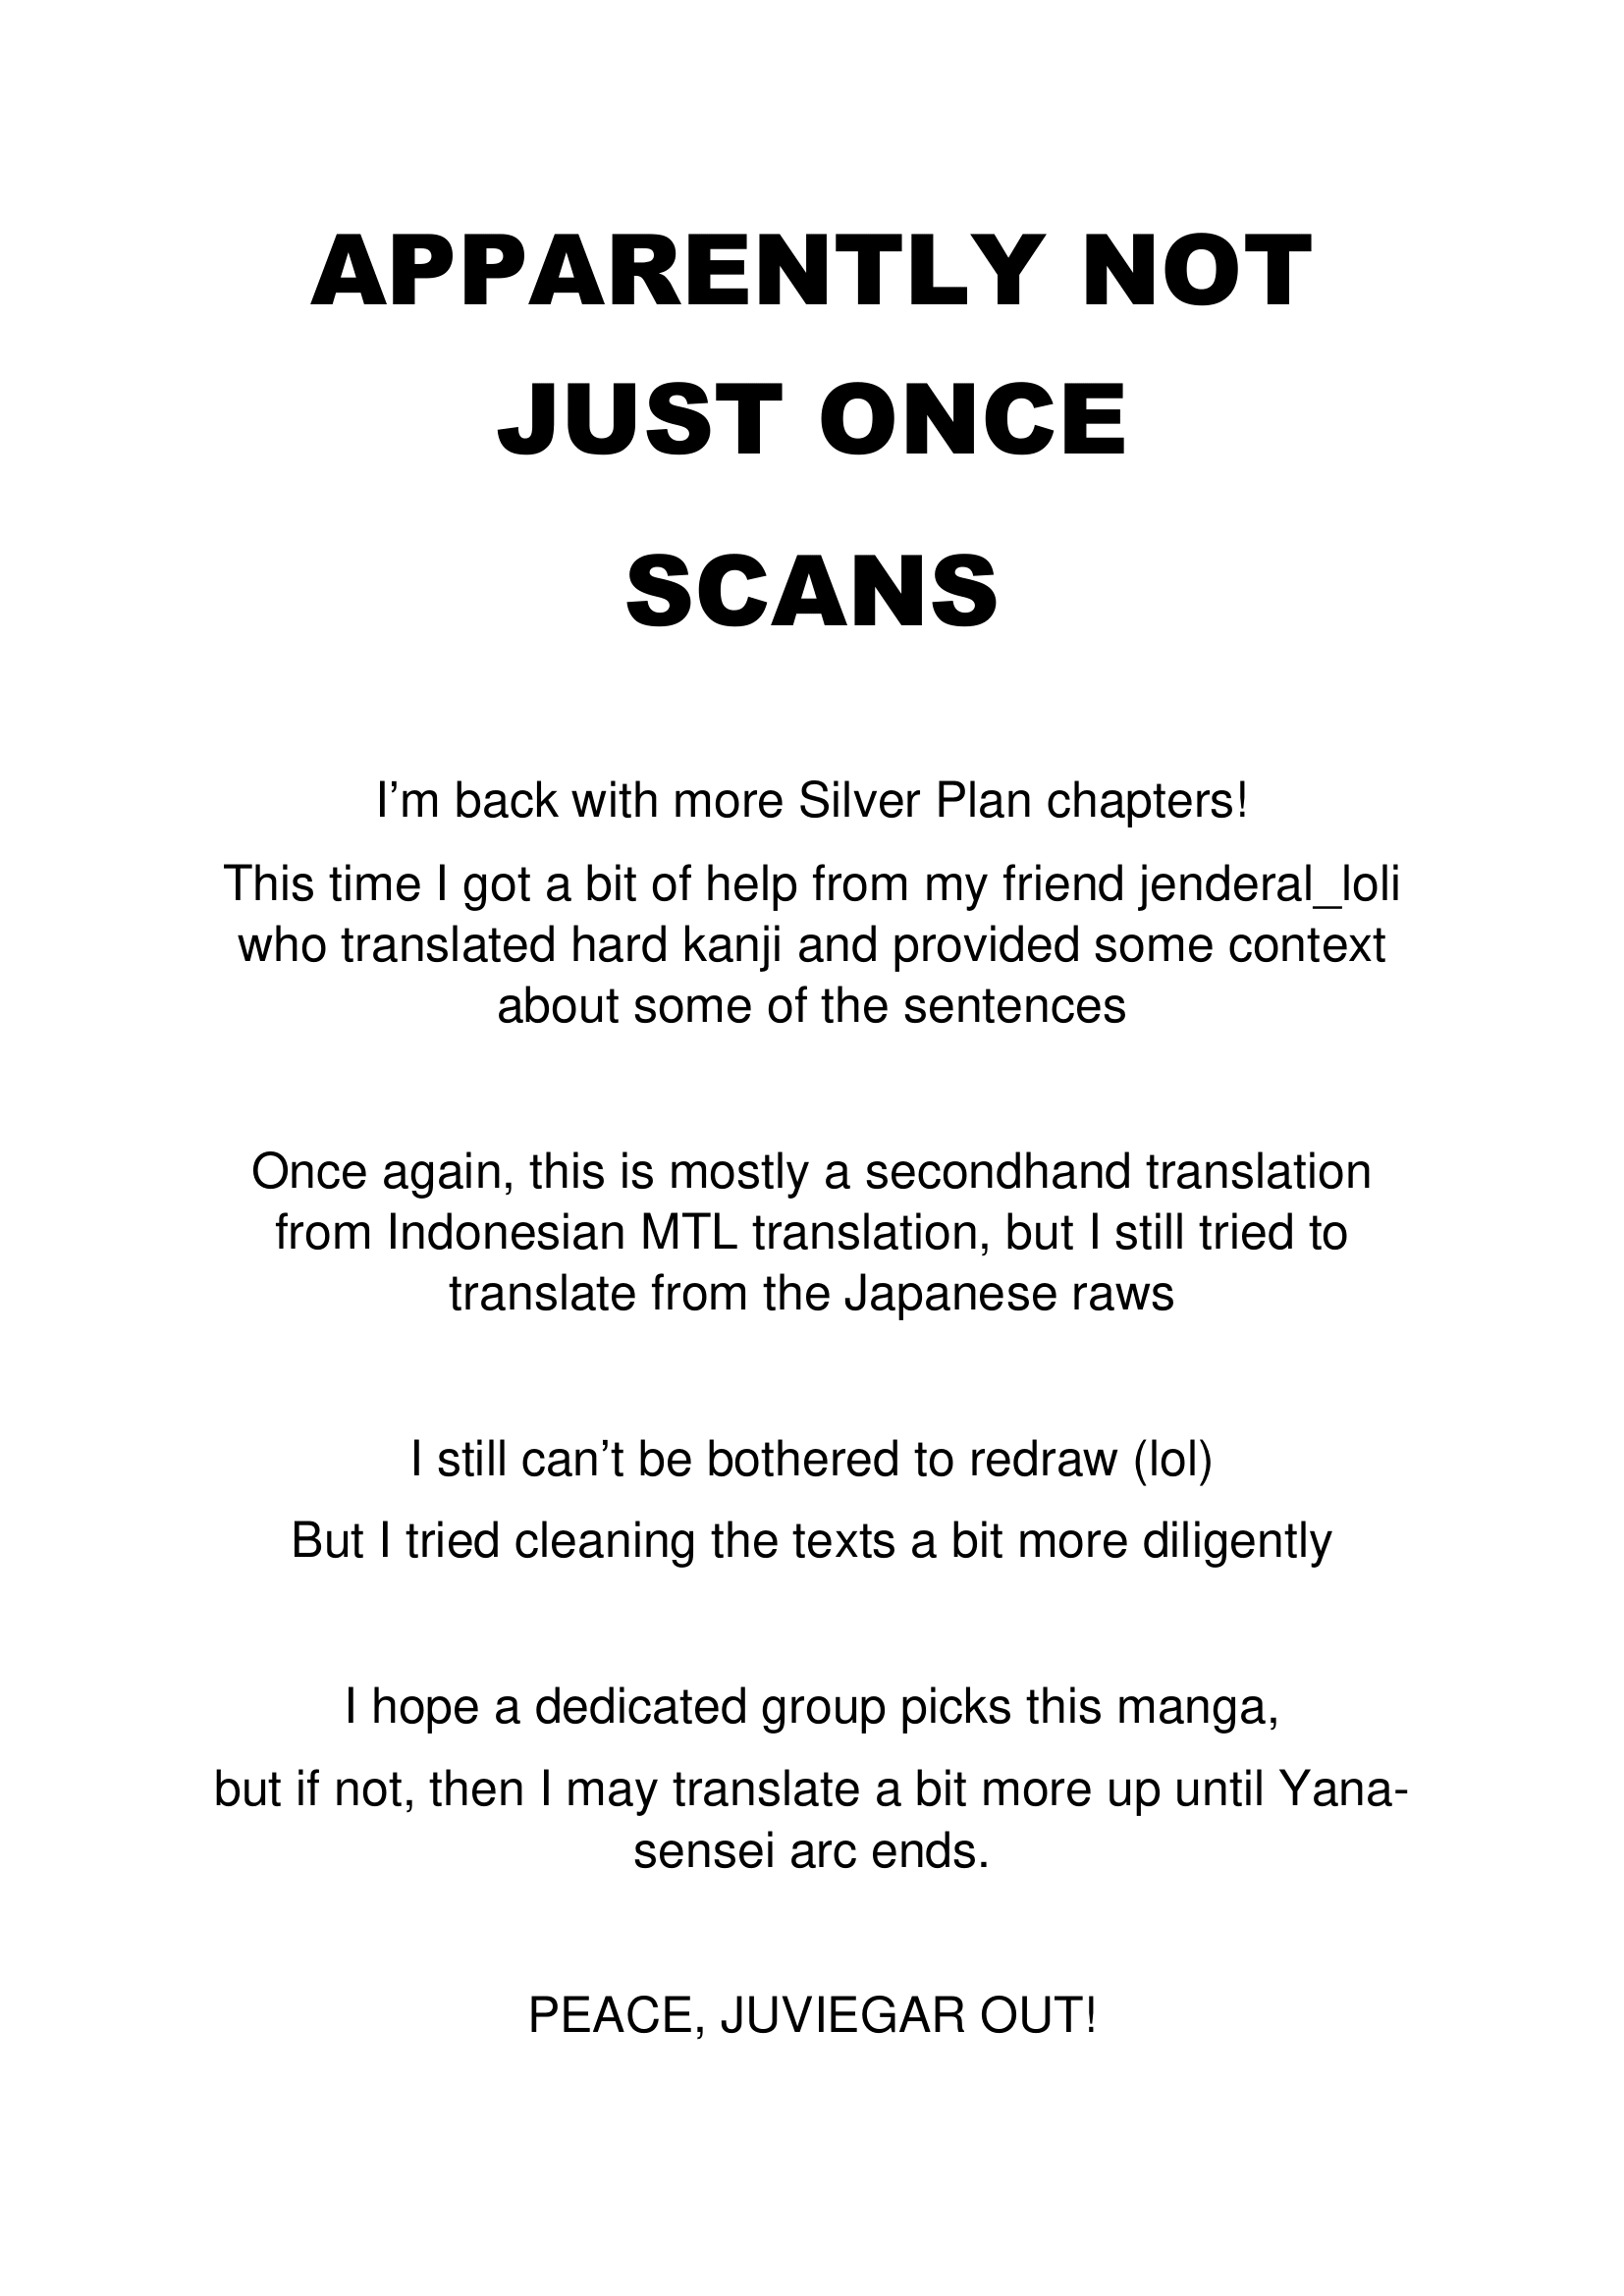 APPARENTLY NOT
JUST ONCE
SCANS
I’m back with more Silver Plan chapters!
This time I got a bit of help from my friend jenderal_loli
who translated hard kanji and provided some context
about some of the sentences
Once again, this is mostly a secondhand translation
from Indonesian MTL translation, but I still tried to
translate from the Japanese raws
I still can’t be bothered to redraw (lol)
But I tried cleaning the texts a bit more diligently
I hope a dedicated group picks this manga,
but if not, then I may translate a bit more up until Yana-
sensei arc ends.
PEACE, JUVIEGAR OUT!